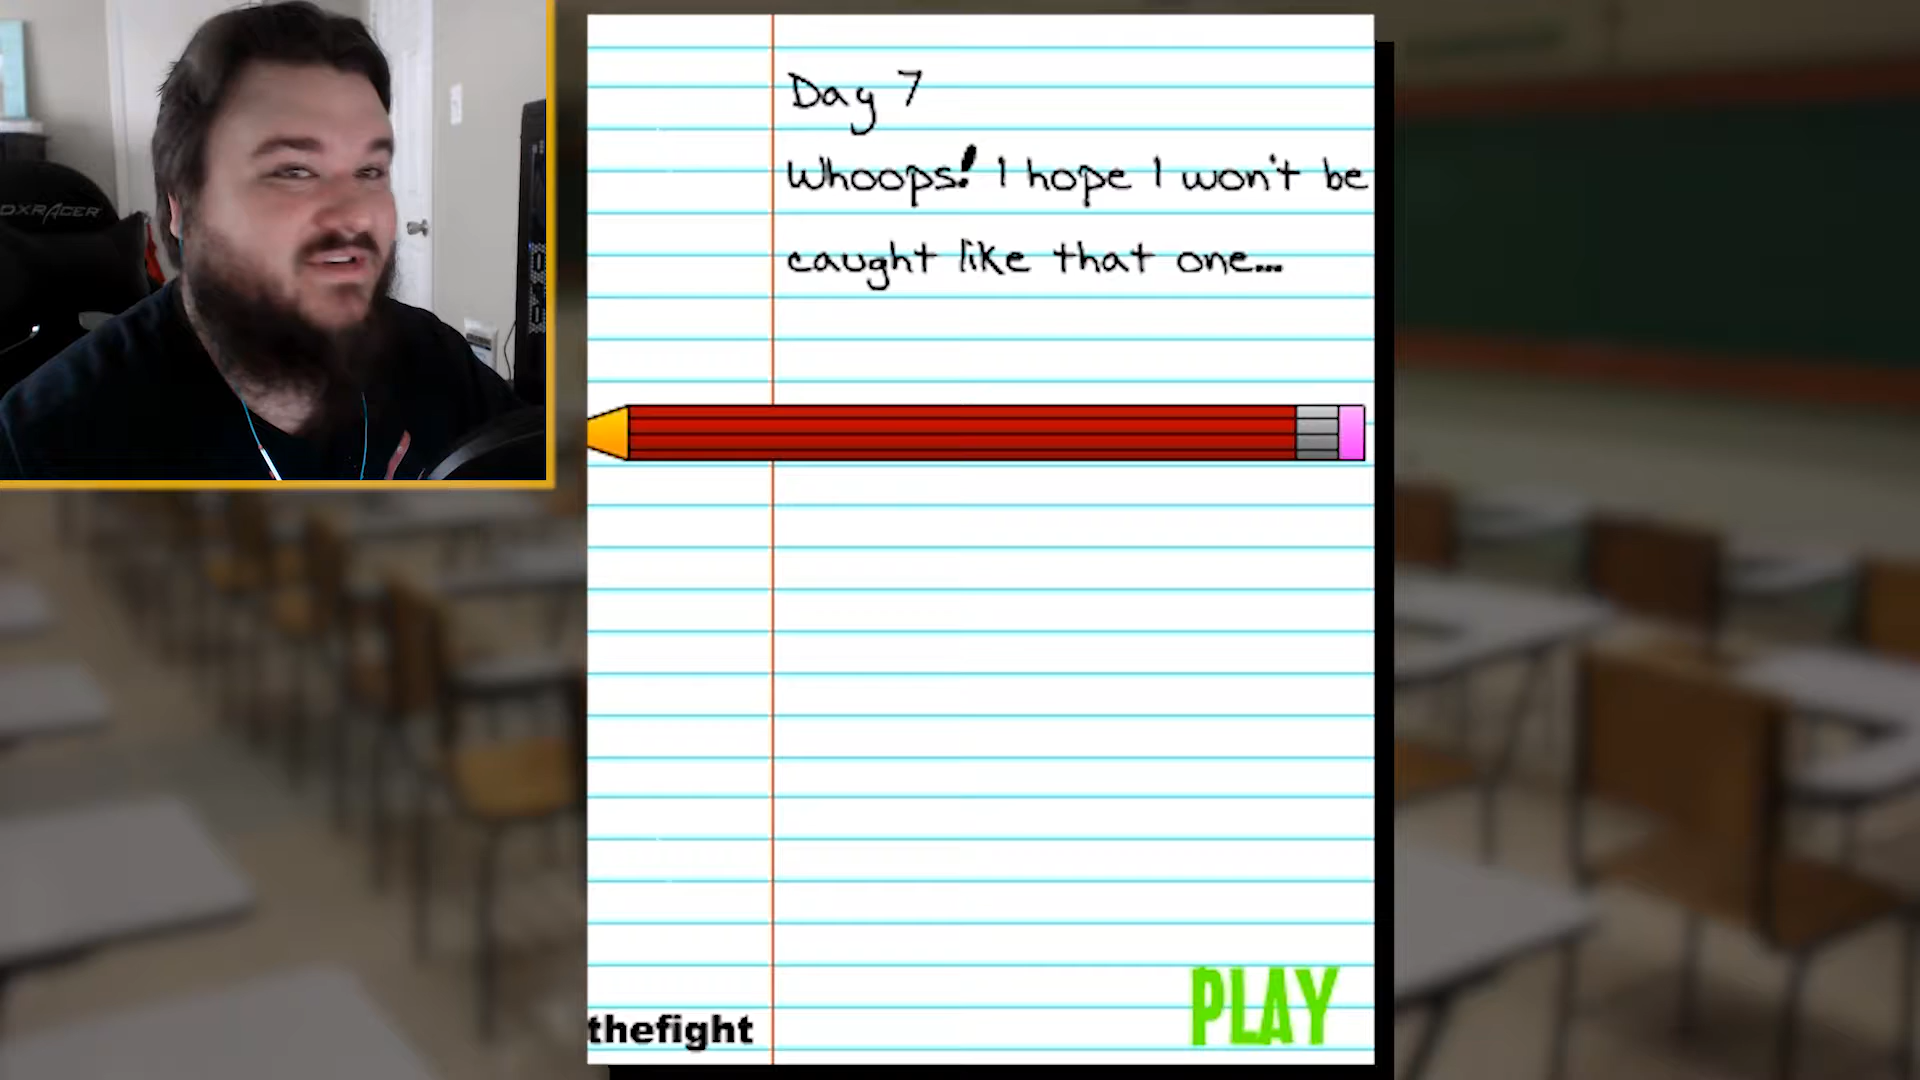 DXRACER
Day 7
Whoops! I hope I won't be
caught like that one...
thefight
PLAY